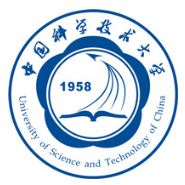 中国科学技术大学
1958
University of Science and Technology of China